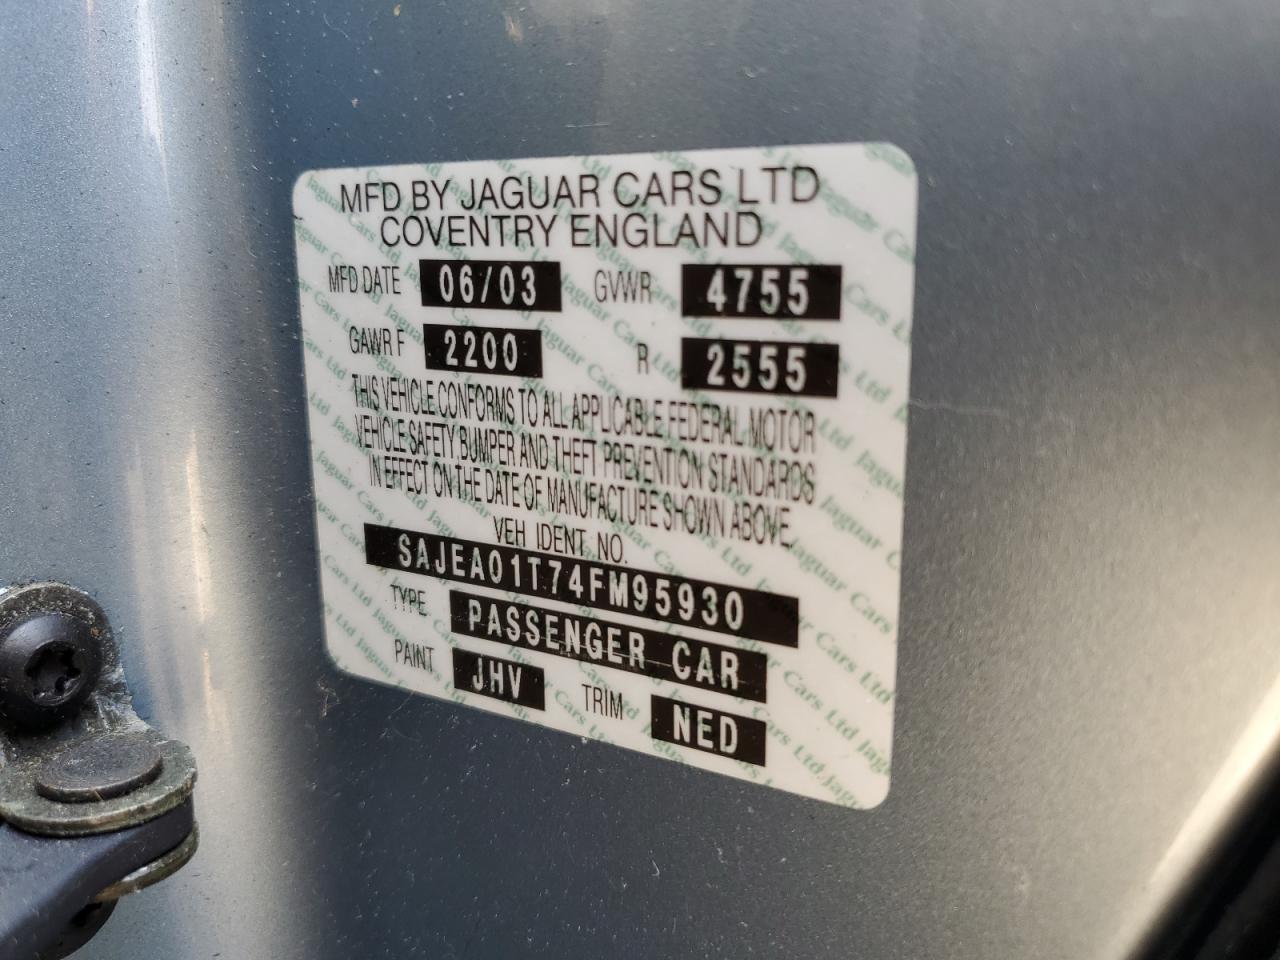 MFD BY JAGUAR CARS LTD
COVENTRY ENGLAND
MFD DATE 06/03 GVWR 4755
GAWR F 2200 R 2555
THIS VEHICLE CONFORMS TO ALL APPLICABLE FEDERAL MOTOR
VEHICLE SAFETY, BUMPER AND THEFT PREVENTION STANDARDS
IN EFFECT ON THE DATE OF MANUFACTURE SHOWN ABOVE.
VEH IDENT NO.
SAJEA01T74FM95930
TYPE PASSENGER CAR
PAINT JHV TRIM NED